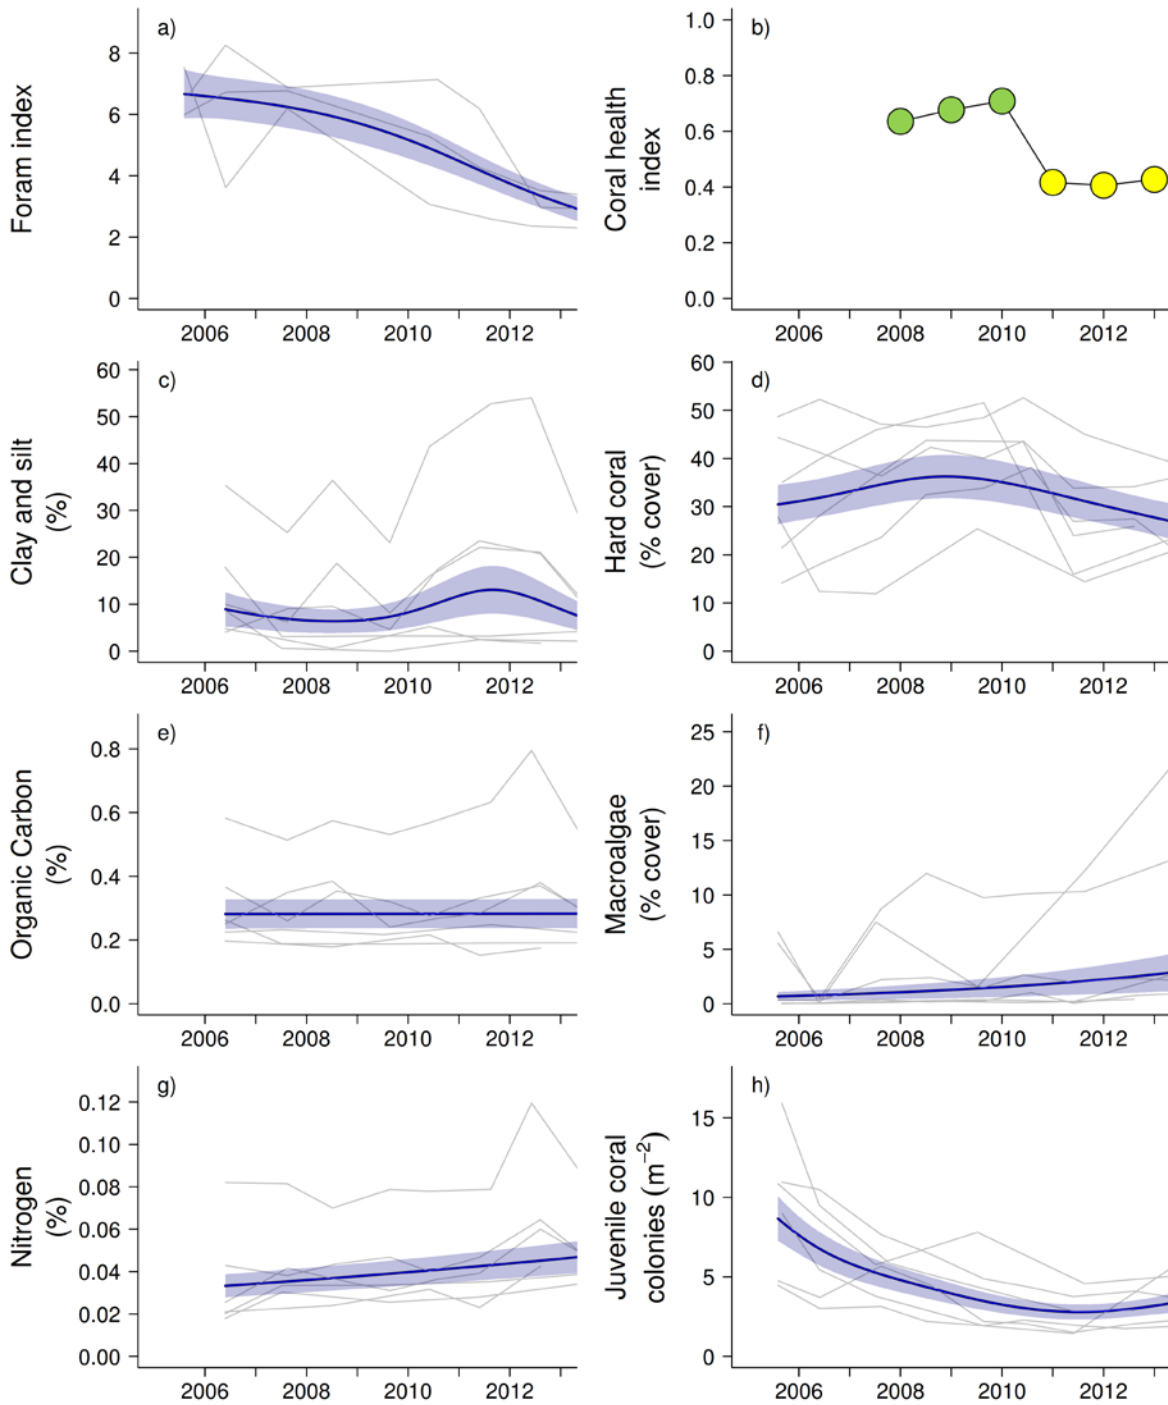 a)
Foram index
8
6
4
2
0
2006 2008 2010 2012
b)
Coral health
index
1.0
0.8
0.6
0.4
0.2
0.0
2006 2008 2010 2012
c)
Clay and silt
(%)
60
50
40
30
20
10
0
2006 2008 2010 2012
d)
Hard coral
(% cover)
60
50
40
30
20
10
0
2006 2008 2010 2012
e)
Organic Carbon
(%)
0.8
0.6
0.4
0.2
0.0
2006 2008 2010 2012
f)
Macroalgae
(% cover)
25
20
15
10
5
0
2006 2008 2010 2012
g)
Nitrogen
(%)
0.12
0.10
0.08
0.06
0.04
0.02
0.00
2006 2008 2010 2012
h)
Juvenile coral
colonies (m⁻²)
15
10
5
0
2006 2008 2010 2012